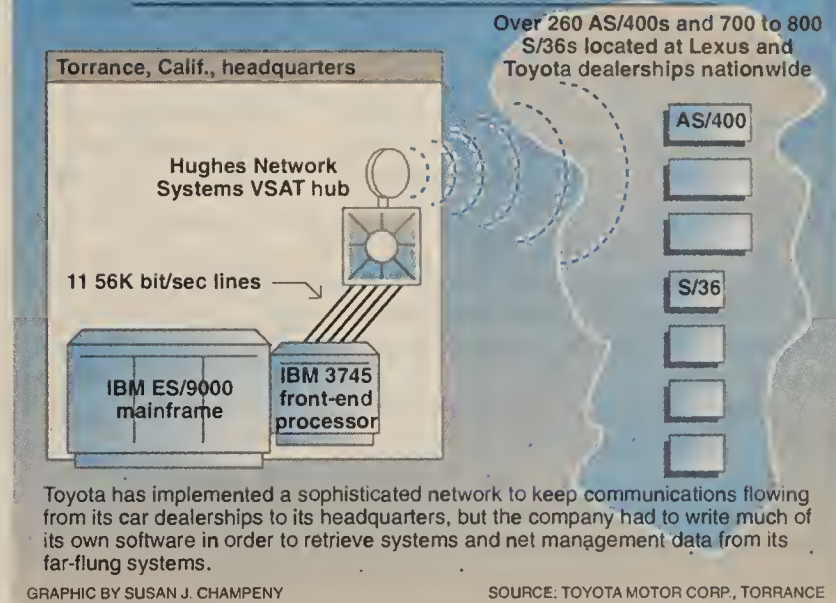 Over 260 AS/400s and 700 to 800
S/36s located at Lexus and
Toyota dealerships nationwide
Torrance, Calif., headquarters
Hughes Network
Systems VSAT hub
11 56K bit/sec lines
IBM ES/9000
mainframe
IBM 3745
front-end
processor
AS/400
S/36
Toyota has implemented a sophisticated network to keep communications flowing
from its car dealerships to its headquarters, but the company had to write much of
its own software in order to retrieve systems and net management data from its
far-flung systems.
GRAPHIC BY SUSAN J. CHAMPENY
SOURCE: TOYOTA MOTOR CORP., TORRANCE